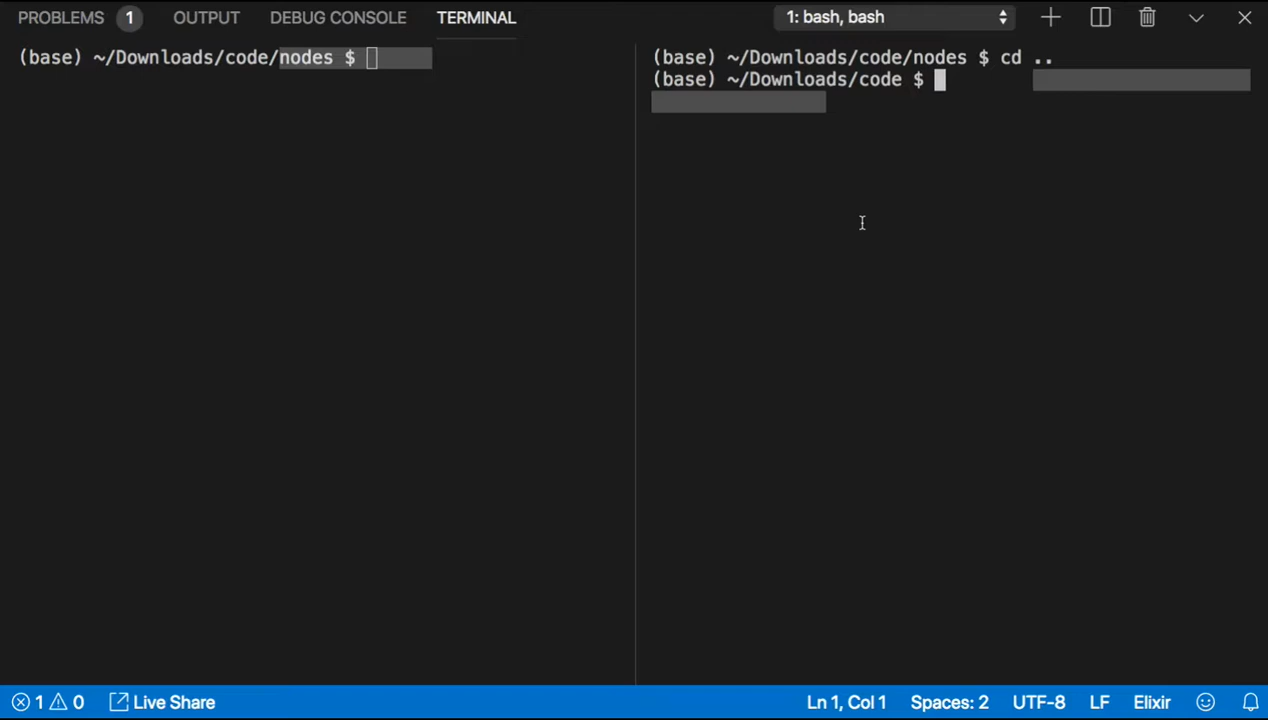 PROBLEMS 1 OUTPUT DEBUG CONSOLE TERMINAL 1: bash, bash
(base) ~/Downloads/code/nodes $
(base) ~/Downloads/code/nodes $ cd ..
(base) ~/Downloads/code $
1 0 Live Share Ln 1, Col 1 Spaces: 2 UTF-8 LF Elixir